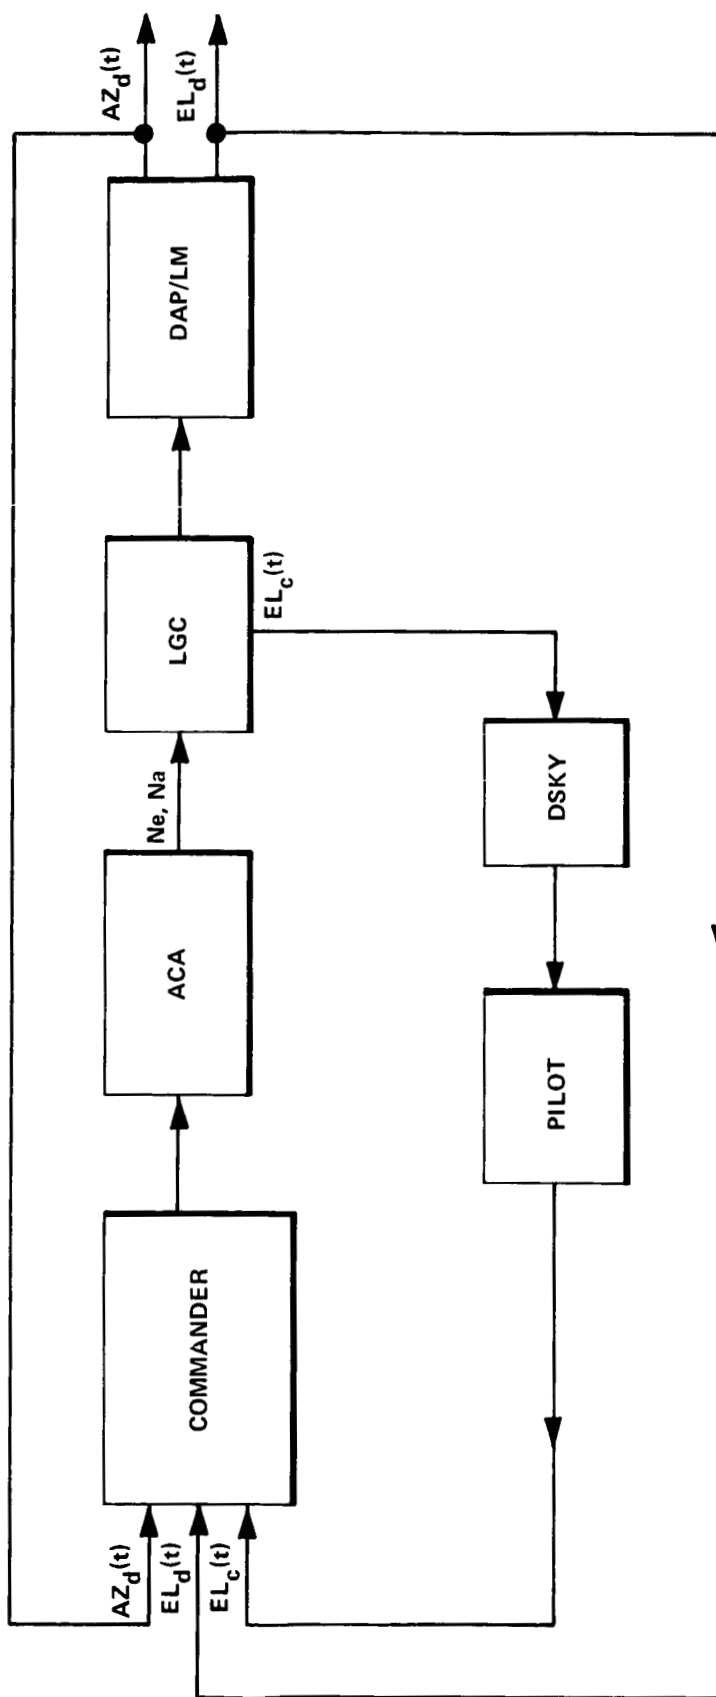 AZd(t)
ELd(t)
ELc(t)
COMMANDER
ACA
Ne, Na
LGC
ELc(t)
DAP/LM
AZd(t)
ELd(t)
PILOT
DSKY